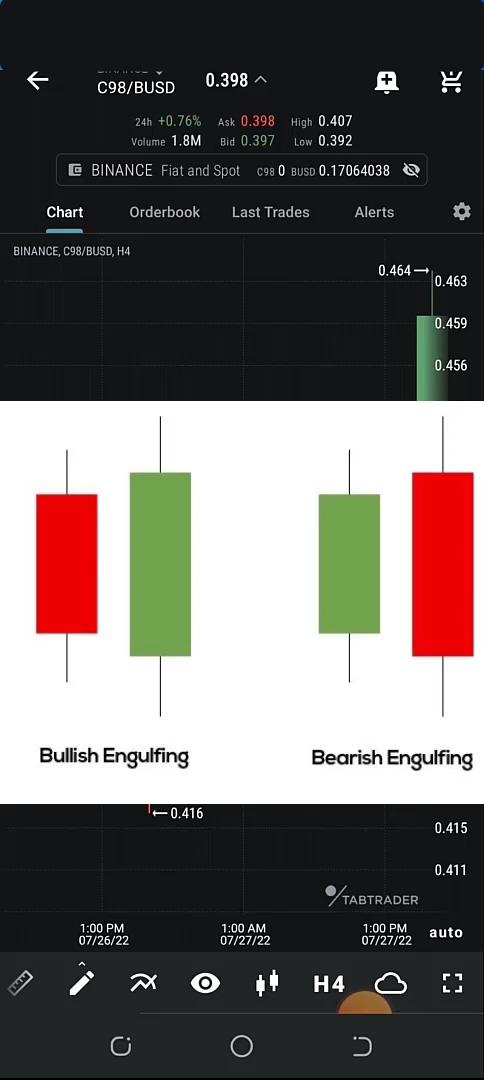 C98/BUSD 0.398
24h +0.76% Ask 0.398 High 0.407
Volume 1.8M Bid 0.397 Low 0.392
BINANCE Fiat and Spot C98 0 BUSD 0.17064038
Chart Orderbook Last Trades Alerts
BINANCE, C98/BUSD, H4
0.464
0.463
0.459
0.456
Bullish Engulfing
Bearish Engulfing
0.416
0.415
0.411
TABTRADER
1:00 PM 1:00 AM 1:00 PM
07/26/22 07/27/22 07/27/22
auto
H4